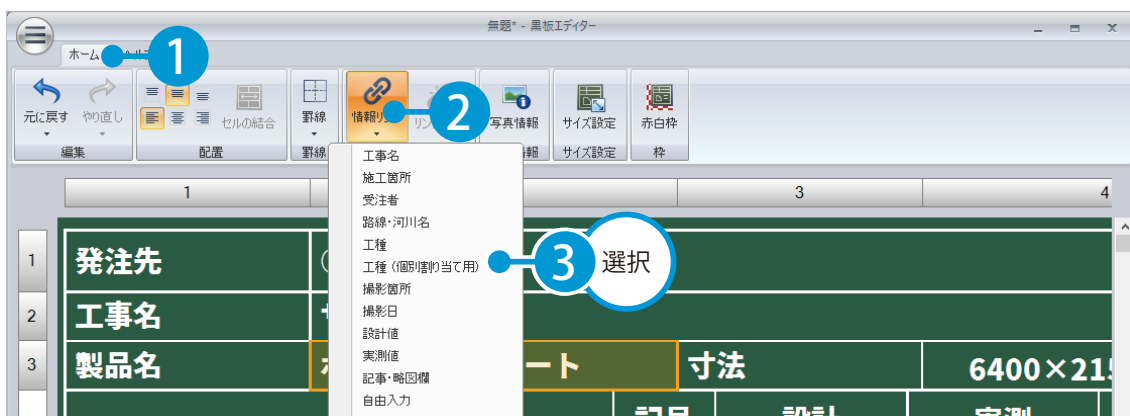 無題* - 黒板エディター
ホーム
1
元に戻す やり直し セルの結合 罫線 情報リン 2 写真情報 サイズ設定 赤白枠
編集 配置 罫線 情報 サイズ設定 枠
工事名
施工箇所
受注者
路線・河川名
工種
工種（個別割り当て用）
撮影箇所
撮影日
設計値
実測値
記事・略図欄
自由入力
3 選択
1 3 4
1 発注先
2 工事名
3 製品名 ート 寸法 6400×21
記号 設計 実測